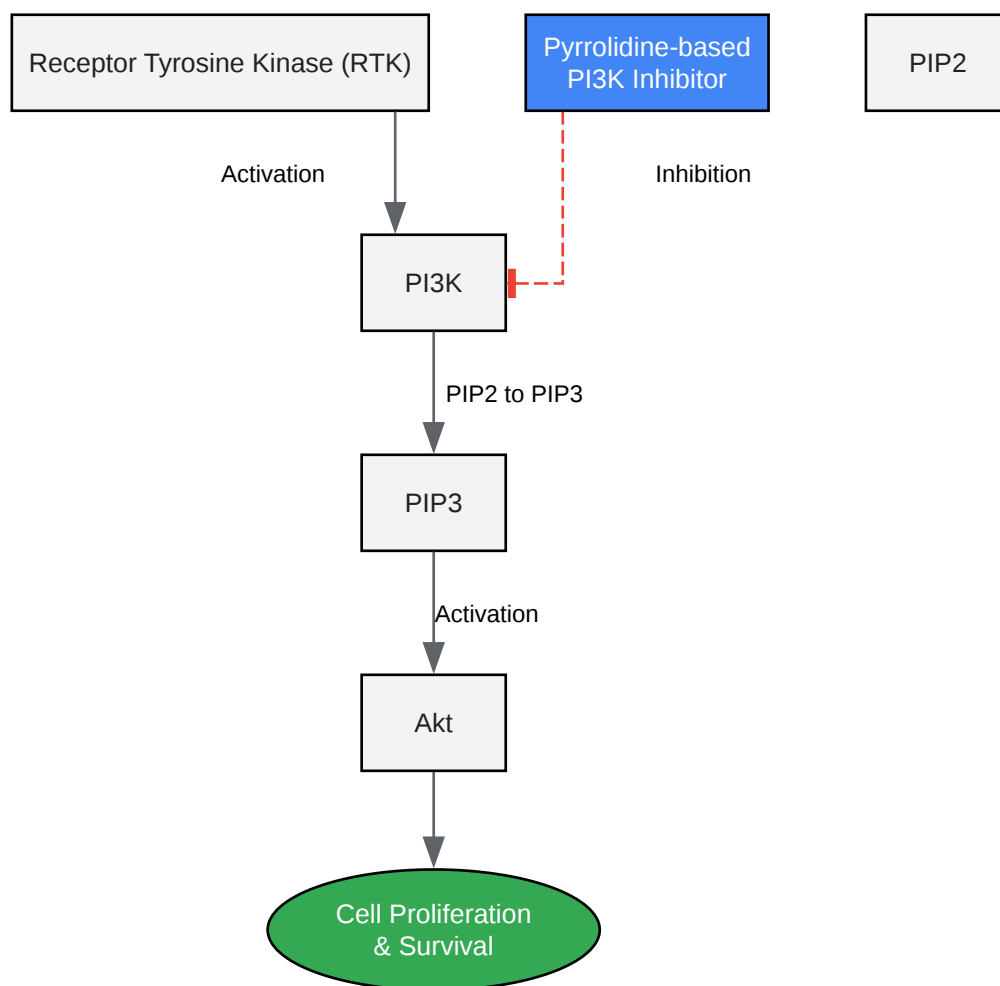 Receptor Tyrosine Kinase (RTK)
Pyrrolidine-based
PI3K Inhibitor
PIP2
Activation
Inhibition
PI3K
PIP2 to PIP3
PIP3
Activation
Akt
Cell Proliferation
& Survival